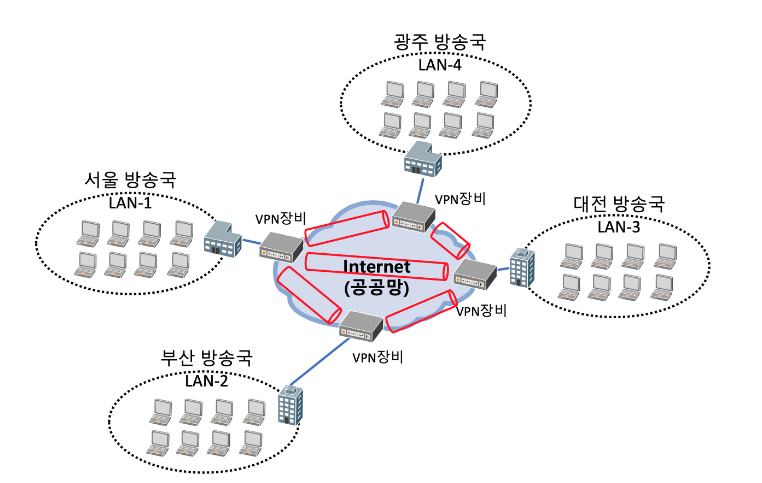 광주 방송국
LAN-4
서울 방송국
LAN-1
VPN장비
VPN장비
대전 방송국
LAN-3
Internet
(공공망)
VPN장비
VPN장비
부산 방송국
LAN-2